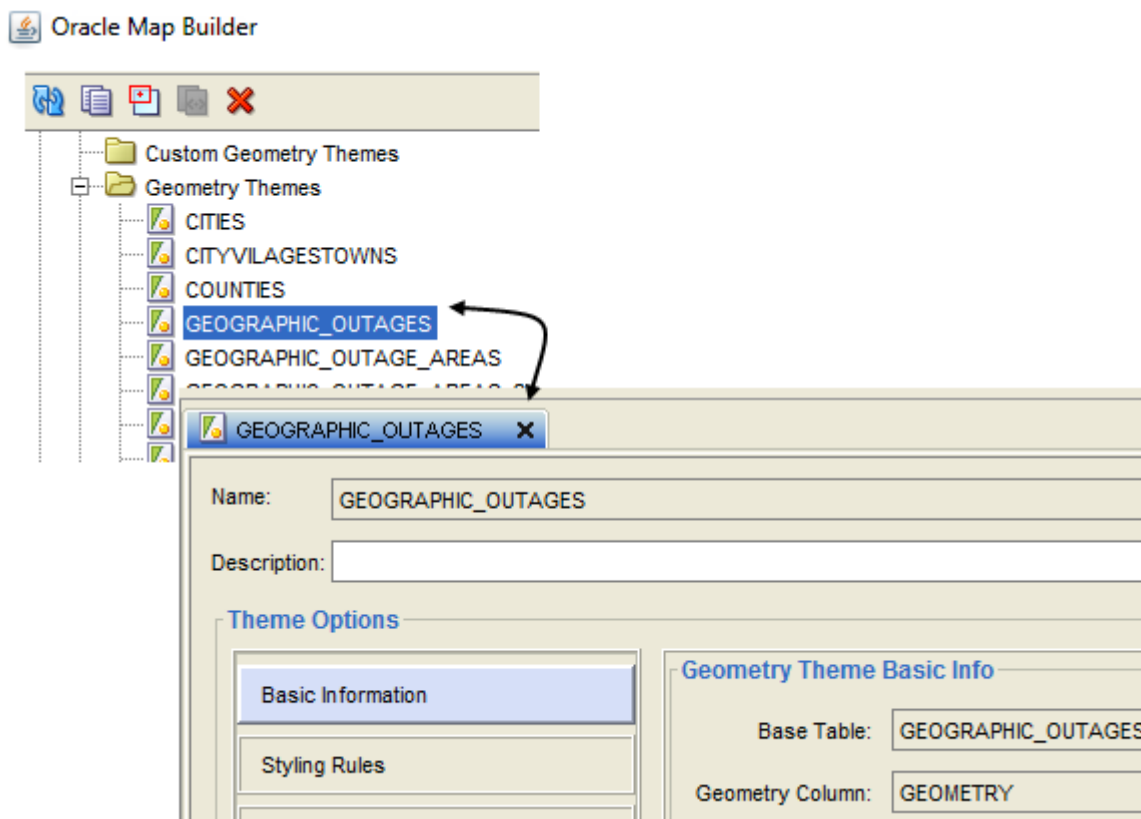 Oracle Map Builder
Custom Geometry Themes
Geometry Themes
CITIES
CITYVILAGESTOWNS
COUNTIES
GEOGRAPHIC_OUTAGES
GEOGRAPHIC_OUTAGE_AREAS
GEOGRAPHIC_OUTAGES
Name: GEOGRAPHIC_OUTAGES
Description:
Theme Options
Basic Information
Styling Rules
Geometry Theme Basic Info
Base Table: GEOGRAPHIC_OUTAGES
Geometry Column: GEOMETRY